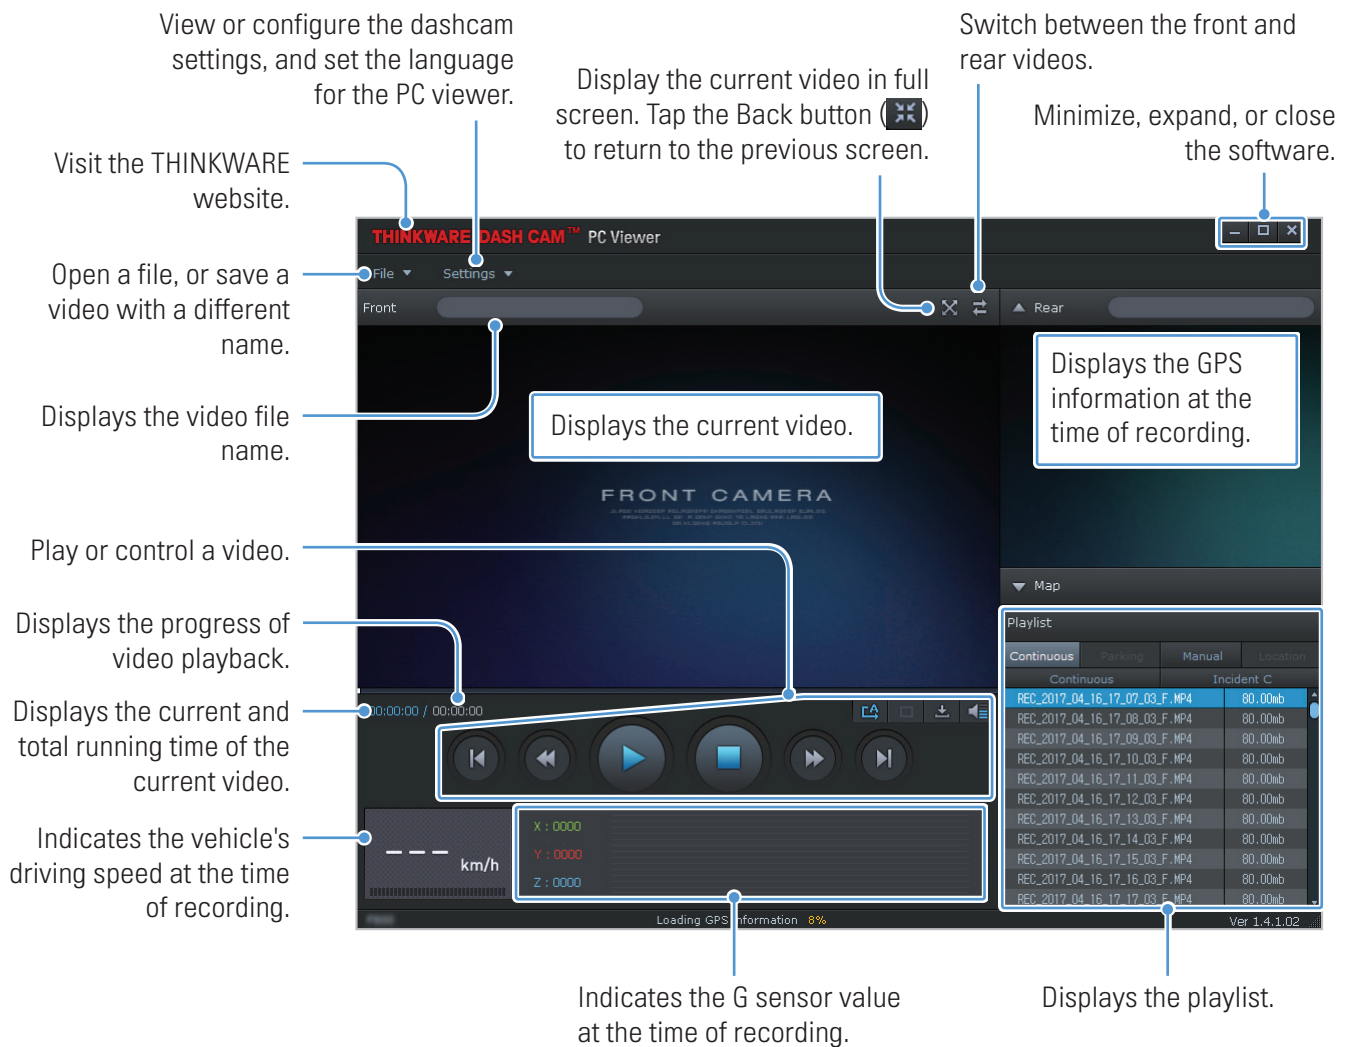 View or configure the dashcam
settings, and set the language
for the PC viewer.
Switch between the front and
rear videos.
Display the current video in full
screen. Tap the Back button ( )
to return to the previous screen.
Minimize, expand, or close
the software.
Visit the THINKWARE
website.
Open a file, or save a
video with a different
name.
Displays the video file
name.
Play or control a video.
Displays the progress of
video playback.
Displays the current and
total running time of the
current video.
Indicates the vehicle's
driving speed at the time
of recording.
THINKWARE DASH CAM™ PC Viewer
File Settings
Front
Rear
Displays the current video.
Displays the GPS
information at the
time of recording.
FRONT CAMERA
Map
Playlist
Continuous Parking Manual Location
Continuous Incident C
REC_2017_04_16_17_07_03_F.MP4 80.00mb
REC_2017_04_16_17_08_03_F.MP4 80.00mb
REC_2017_04_16_17_09_03_F.MP4 80.00mb
REC_2017_04_16_17_10_03_F.MP4 80.00mb
REC_2017_04_16_17_11_03_F.MP4 80.00mb
REC_2017_04_16_17_12_03_F.MP4 80.00mb
REC_2017_04_16_17_13_03_F.MP4 80.00mb
REC_2017_04_16_17_14_03_F.MP4 80.00mb
REC_2017_04_16_17_15_03_F.MP4 80.00mb
REC_2017_04_16_17_16_03_F.MP4 80.00mb
REC_2017_04_16_17_17_03_F.MP4 80.00mb
00:00:00 / 00:00:00
--- km/h
X : 0000
Y : 0000
Z : 0000
Loading GPS information 8%
Ver 1.4.1.02
Indicates the G sensor value
at the time of recording.
Displays the playlist.